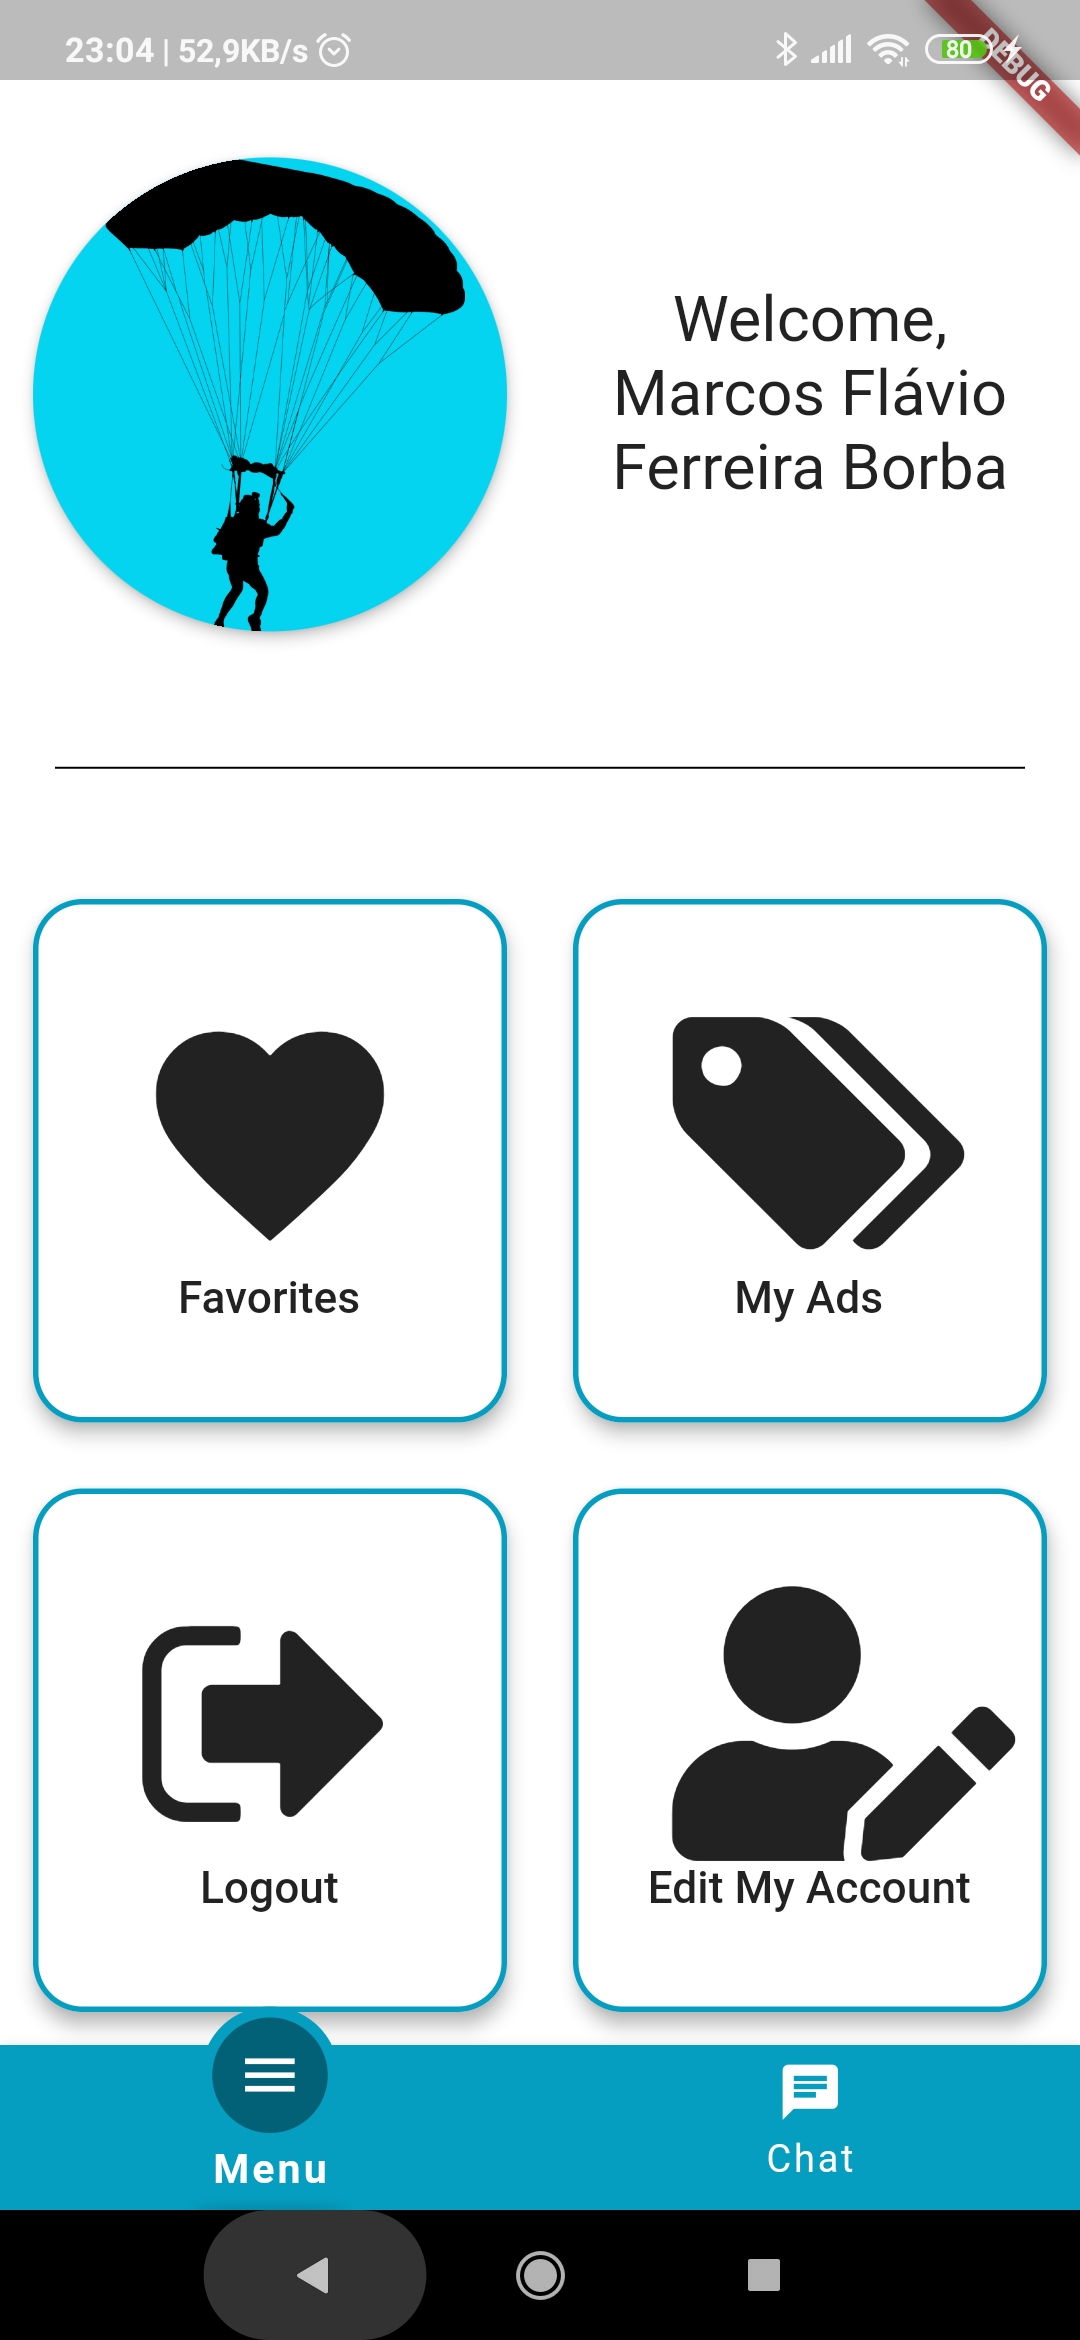 23:04 | 52,9KB/s
80
DEBUG
Welcome,
Marcos Flávio
Ferreira Borba
Favorites
My Ads
Logout
Edit My Account
Menu
Chat